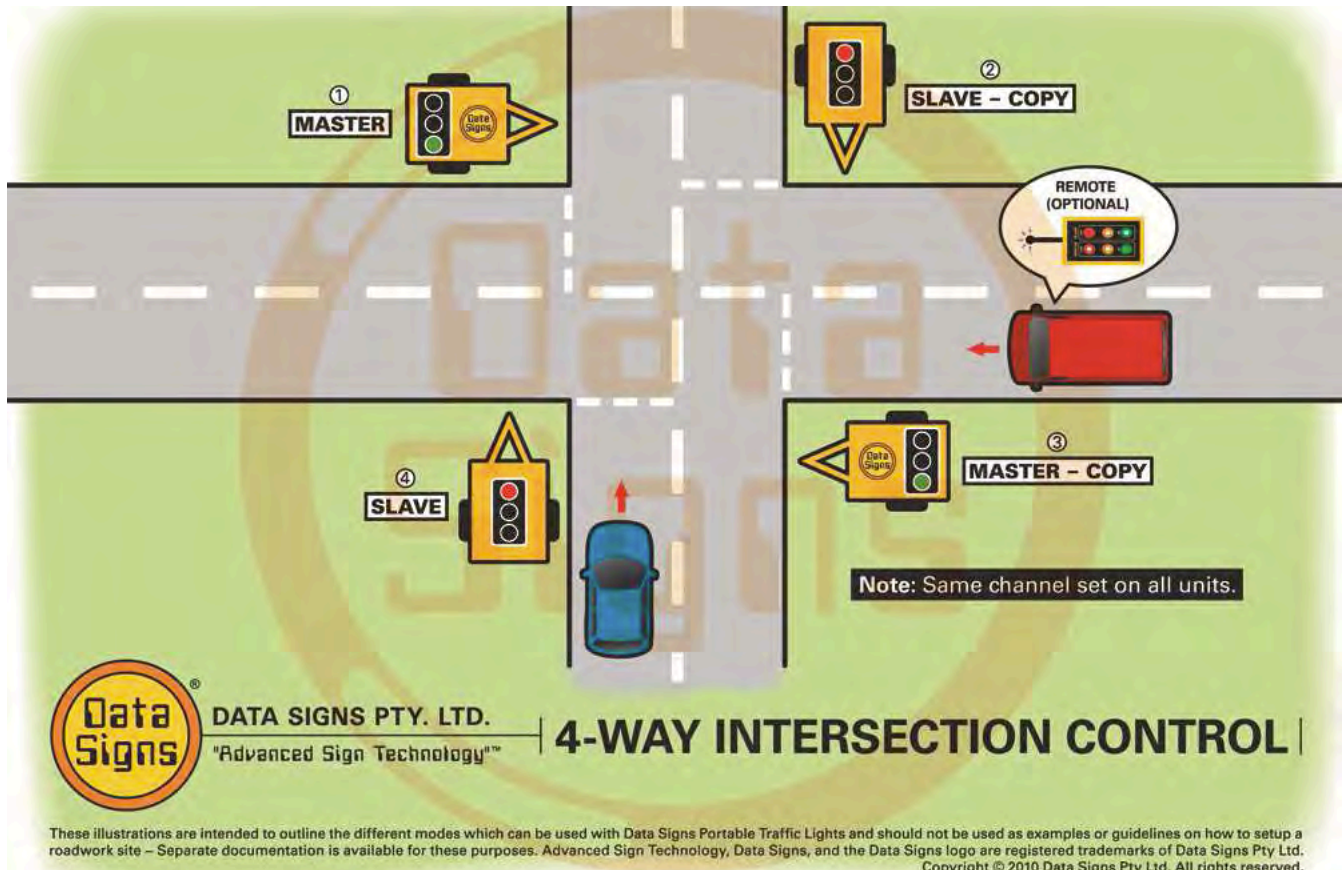 ①
MASTER
Data
Signs
②
SLAVE – COPY
REMOTE
(OPTIONAL)
④
SLAVE
Data
Signs
③
MASTER – COPY
Note: Same channel set on all units.
Data
Signs
Data
Signs
®
DATA SIGNS PTY. LTD.
"Advanced Sign Technology"™
4-WAY INTERSECTION CONTROL
These illustrations are intended to outline the different modes which can be used with Data Signs Portable Traffic Lights and should not be used as examples or guidelines on how to setup a
roadwork site – Separate documentation is available for these purposes. Advanced Sign Technology, Data Signs, and the Data Signs logo are registered trademarks of Data Signs Pty Ltd.
Copyright © 2010 Data Signs Pty Ltd. All rights reserved.